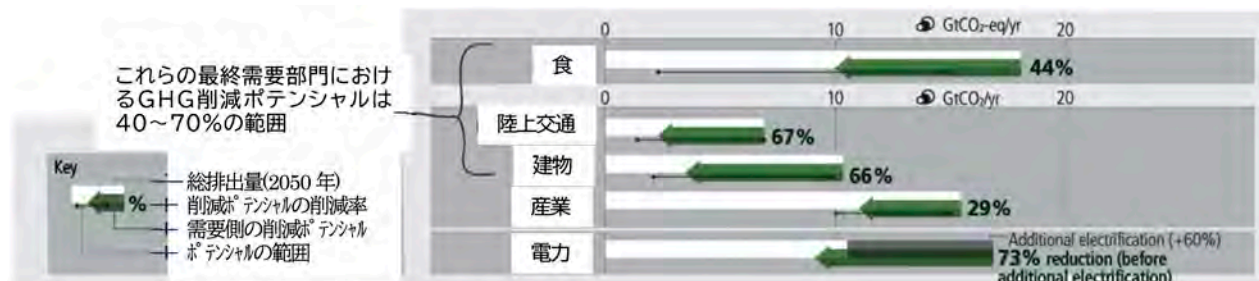 0 10 GtCO₂-eq/yr 20
これらの最終需要部門におけ
るGHG削減ポテンシャルは
40～70%の範囲
食
44%
0 10 GtCO₂/yr 20
陸上交通
67%
建物
66%
産業
29%
電力
Additional electrification (+60%)
73% reduction (before
additional electrification)
Key
総排出量(2050 年)
% 削減ポテンシャルの削減率
需要側の削減ポテンシャル
ポテンシャルの範囲